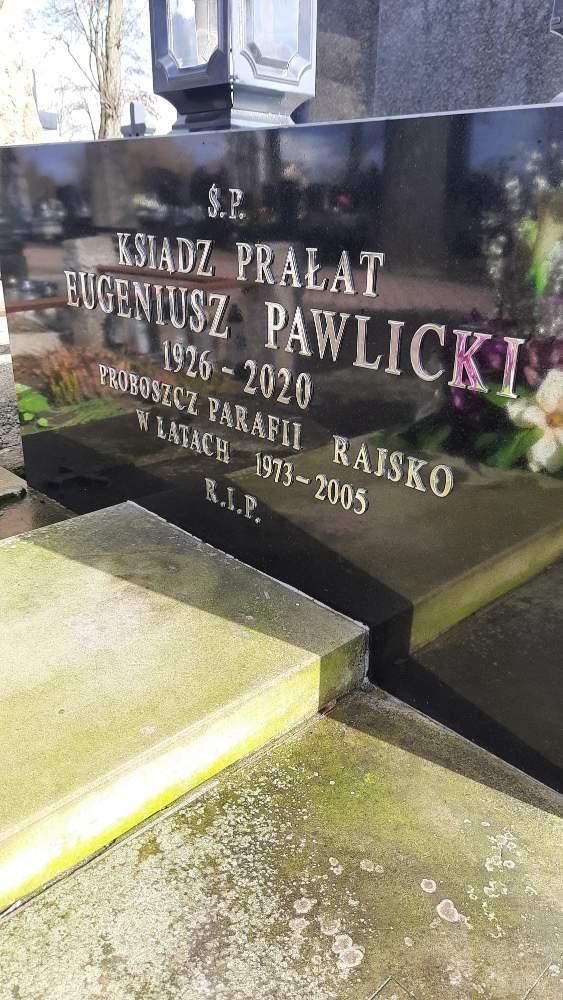 Ś.P.
KSIĄDZ PRAŁAT
EUGENIUSZ PAWLICKI
1926 - 2020
PROBOSZCZ PARAFII RAJSKO
W LATACH 1973-2005
R.I.P.